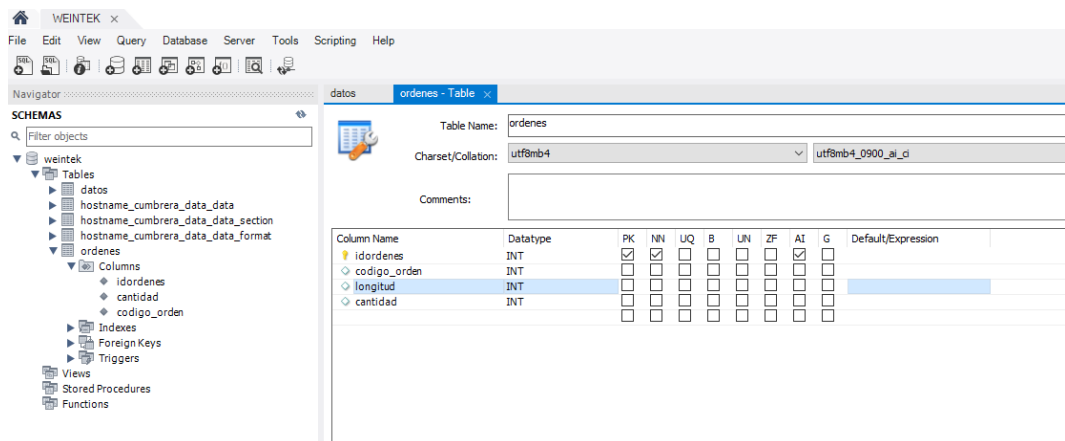 WEINTEK ×
File Edit View Query Database Server Tools Scripting Help
SQL SQL
Navigator
SCHEMAS
Filter objects
weintek
Tables
datos
hostname_cumbrera_data_data
hostname_cumbrera_data_data_section
hostname_cumbrera_data_data_format
ordenes
Columns
idordenes
cantidad
codigo_orden
Indexes
Foreign Keys
Triggers
Views
Stored Procedures
Functions
datos ordenes - Table ×
Table Name: ordenes
Charset/Collation: utf8mb4 utf8mb4_0900_ai_ci
Comments:
Column Name Datatype PK NN UQ B UN ZF AI G Default/Expression
idordenes INT
codigo_orden INT
longitud INT
cantidad INT